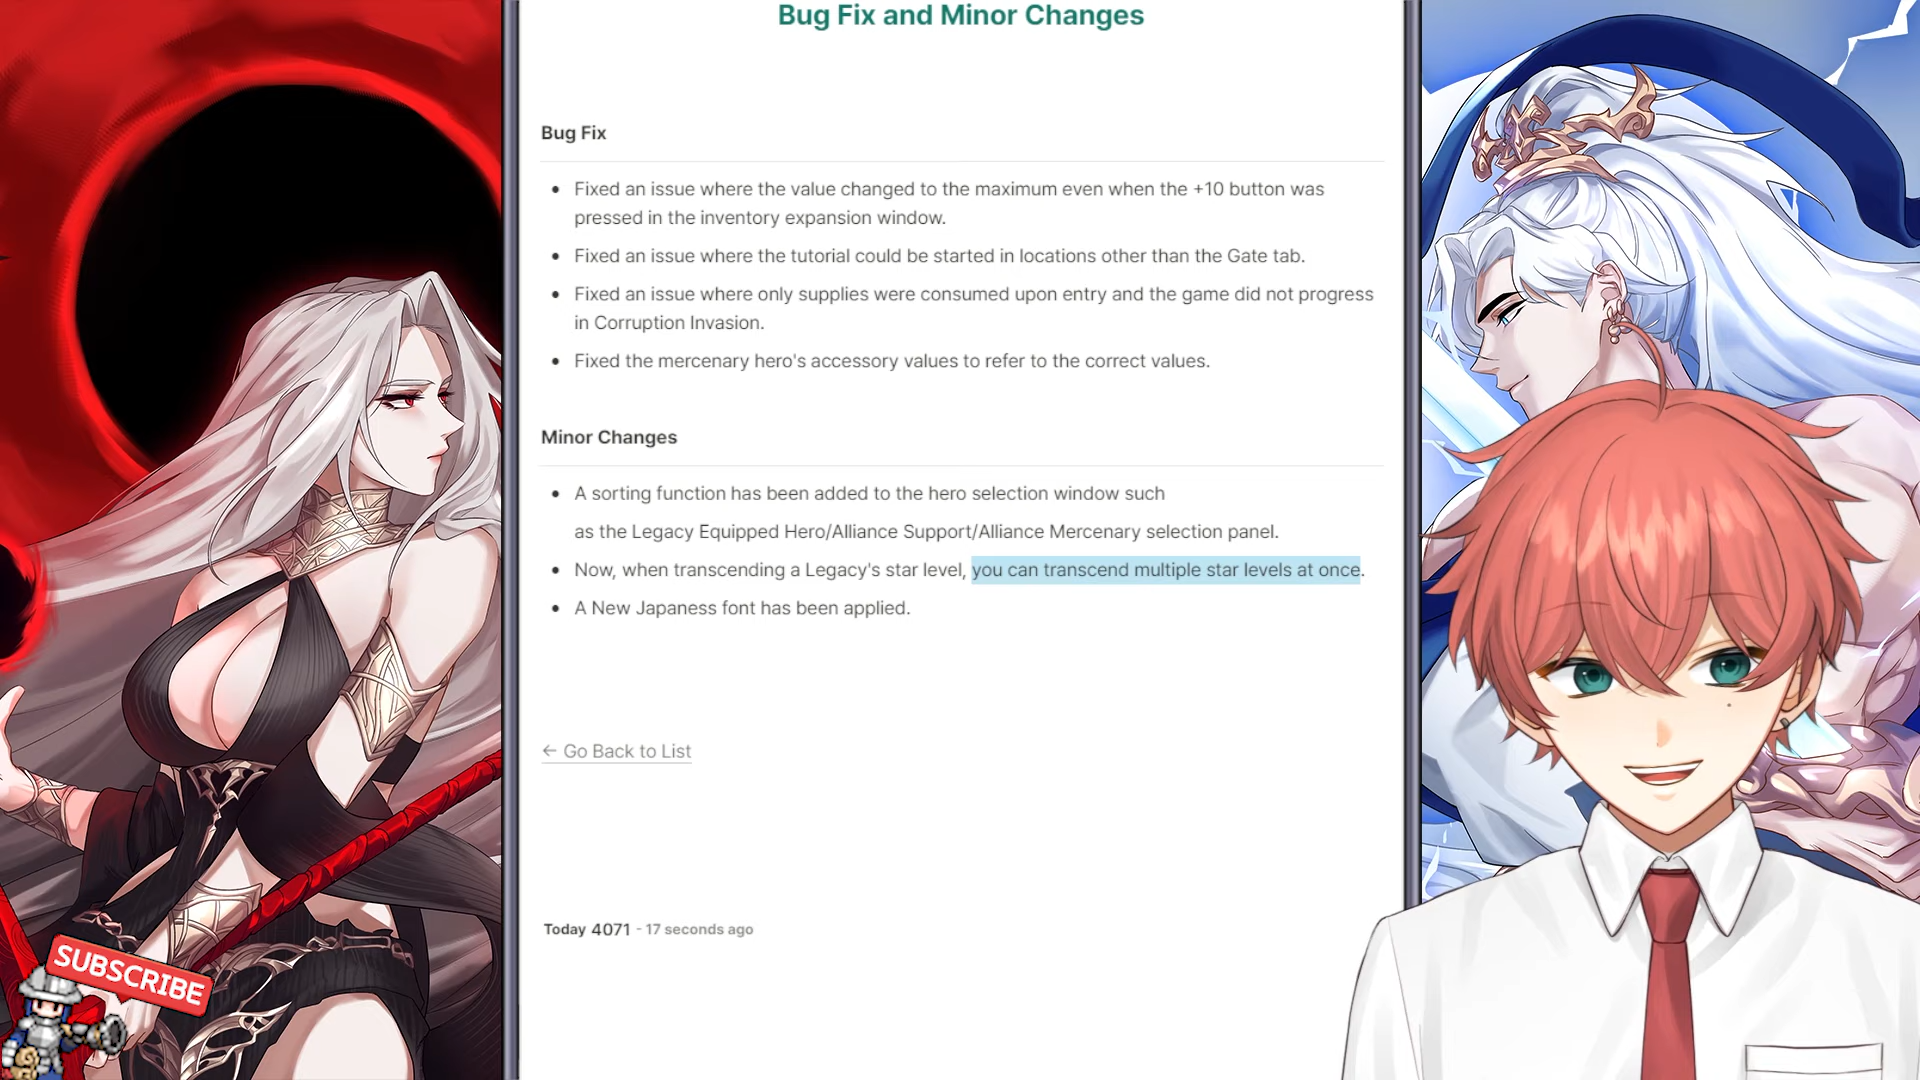 Bug Fix and Minor Changes
Bug Fix
• Fixed an issue where the value changed to the maximum even when the +10 button was
pressed in the inventory expansion window.
• Fixed an issue where the tutorial could be started in locations other than the Gate tab.
• Fixed an issue where only supplies were consumed upon entry and the game did not progress
in Corruption Invasion.
• Fixed the mercenary hero's accessory values to refer to the correct values.
Minor Changes
• A sorting function has been added to the hero selection window such
as the Legacy Equipped Hero/Alliance Support/Alliance Mercenary selection panel.
• Now, when transcending a Legacy's star level, you can transcend multiple star levels at once.
• A New Japaness font has been applied.
← Go Back to List
Today 4071 - 17 seconds ago
SUBSCRIBE